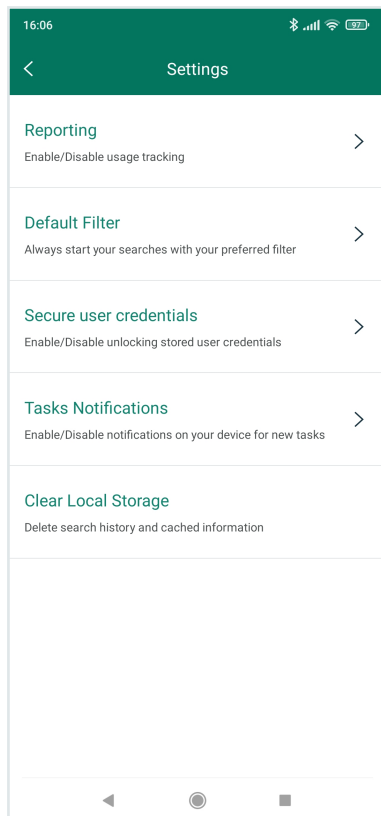 16:06
97
Settings
Reporting
Enable/Disable usage tracking
Default Filter
Always start your searches with your preferred filter
Secure user credentials
Enable/Disable unlocking stored user credentials
Tasks Notifications
Enable/Disable notifications on your device for new tasks
Clear Local Storage
Delete search history and cached information